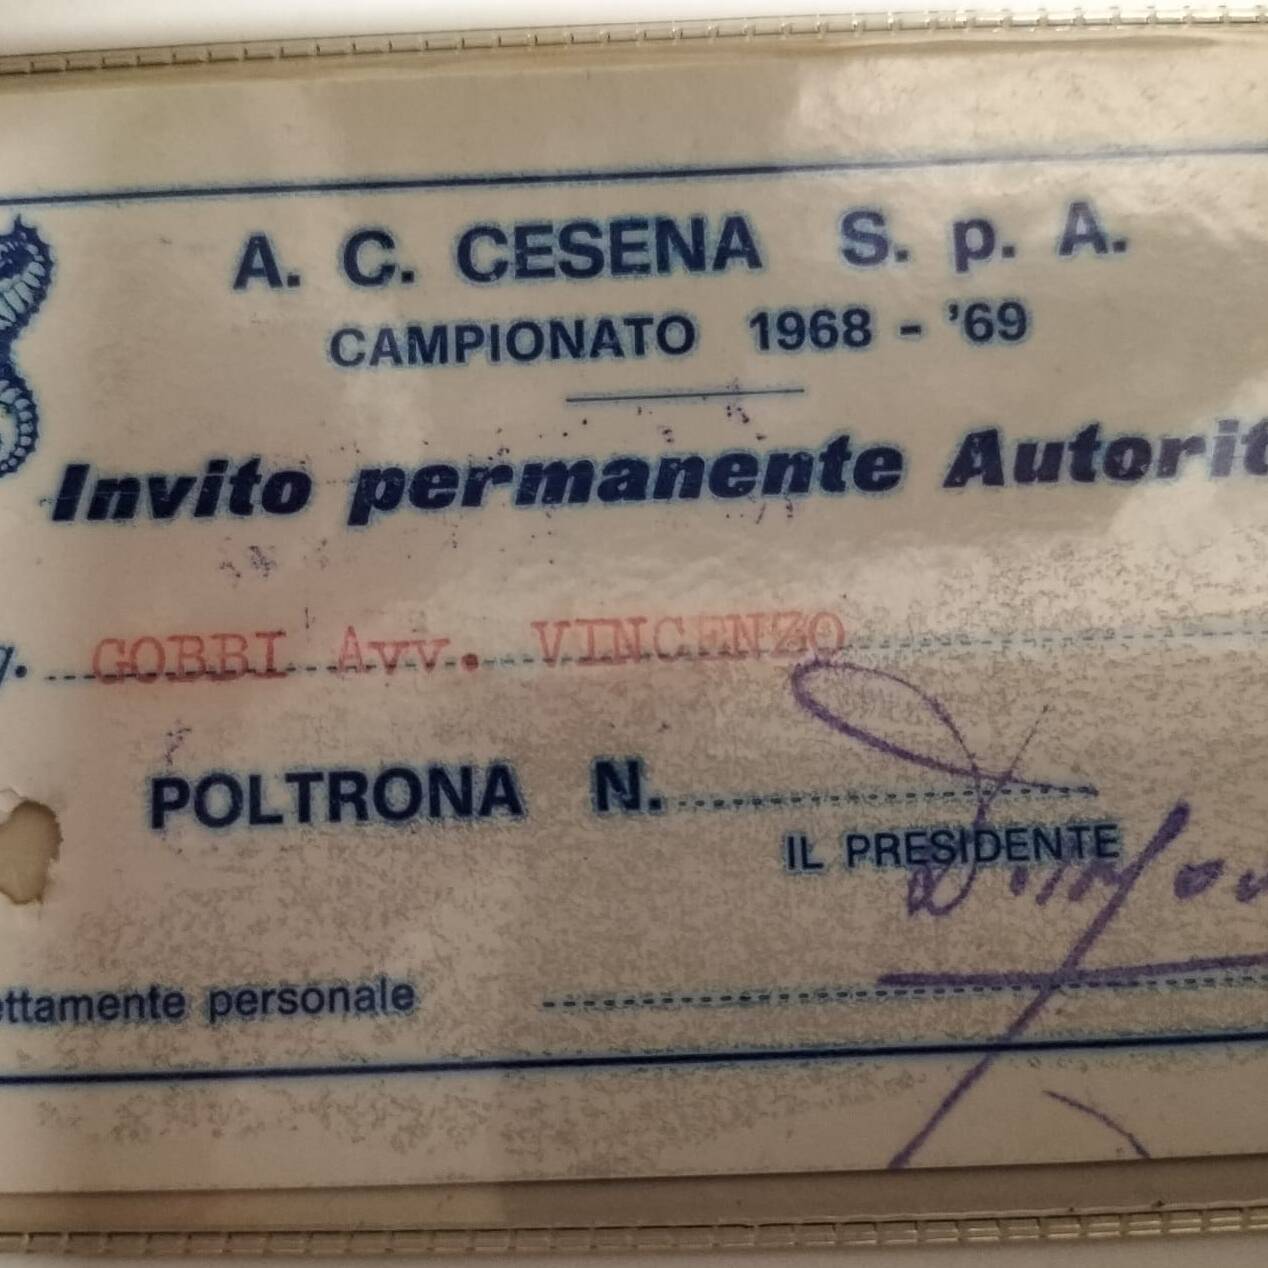 A. C. CESENA S. p. A.
CAMPIONATO 1968 - '69
Invito permanente Autorit
g. GOBBI Avv. VINCENZO
POLTRONA N.
IL PRESIDENTE
ettamente personale